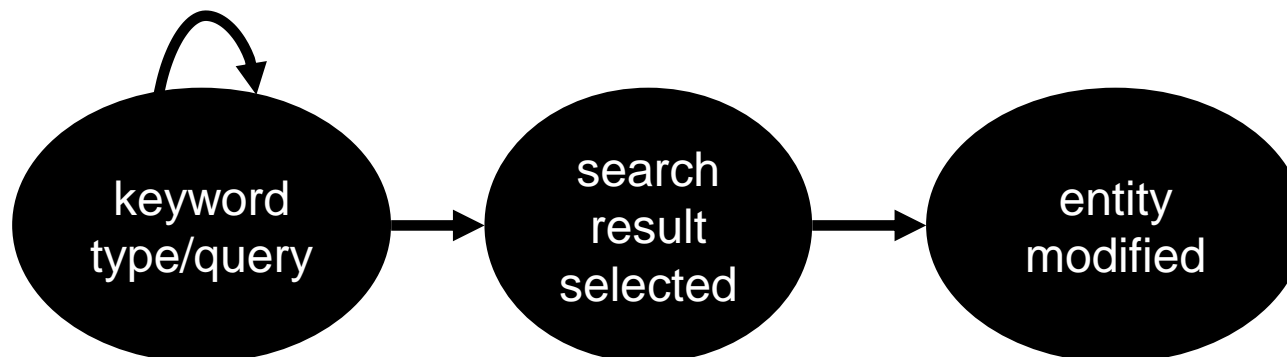 keyword
type/query
search
result
selected
entity
modified